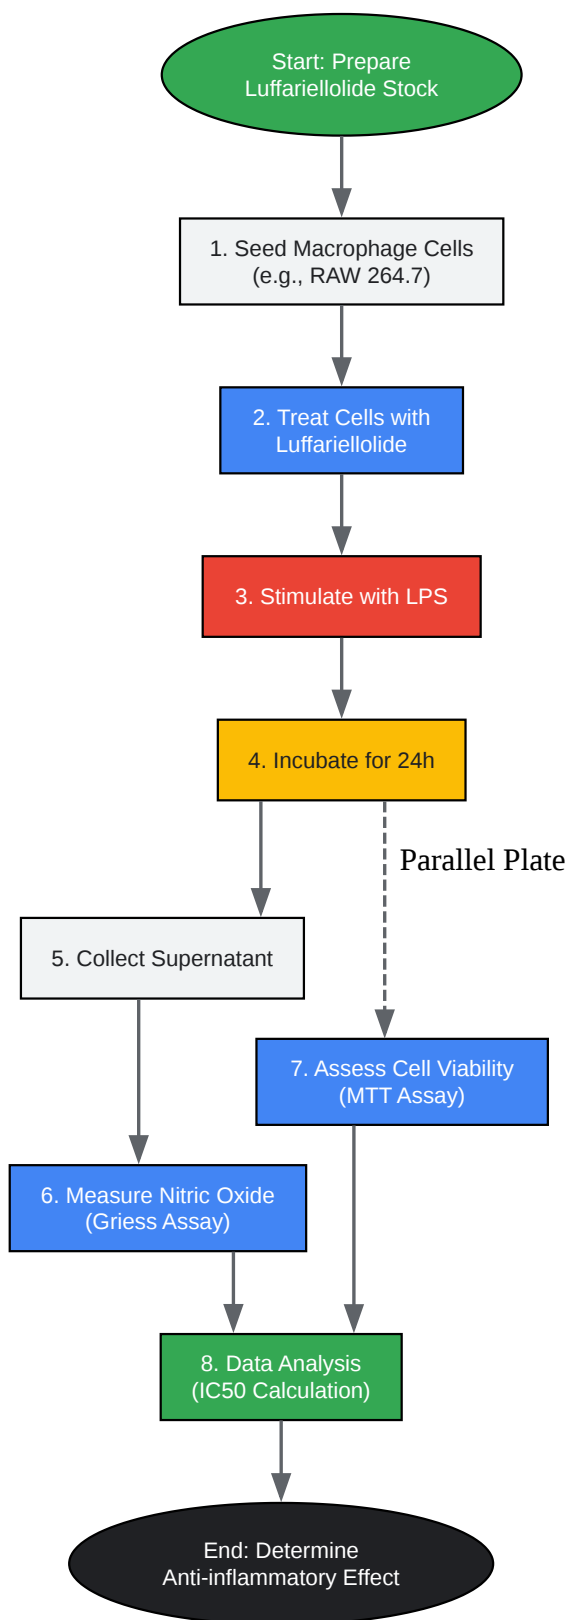 Start: Prepare
Luffariellolide Stock
1. Seed Macrophage Cells
(e.g., RAW 264.7)
2. Treat Cells with
Luffariellolide
3. Stimulate with LPS
4. Incubate for 24h
Parallel Plate
5. Collect Supernatant
7. Assess Cell Viability
(MTT Assay)
6. Measure Nitric Oxide
(Griess Assay)
8. Data Analysis
(IC50 Calculation)
End: Determine
Anti-inflammatory Effect